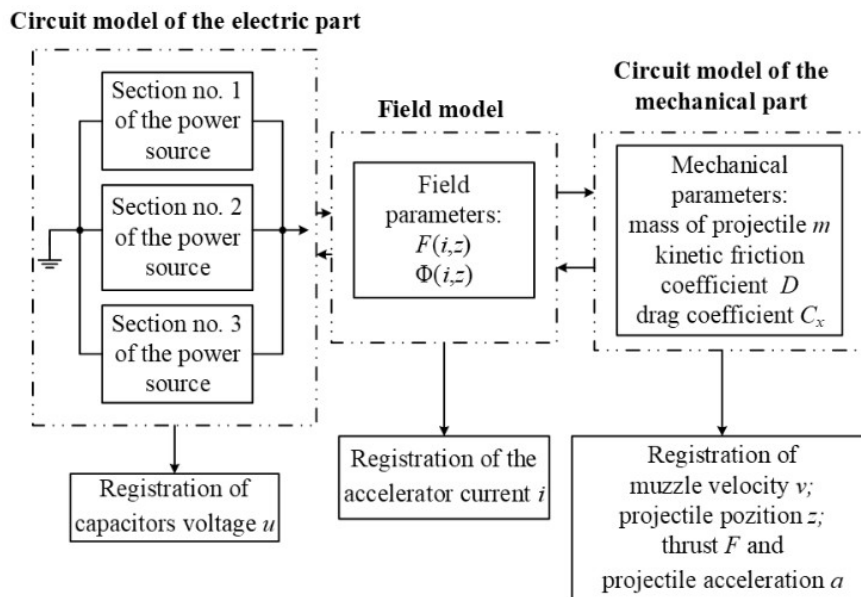 Circuit model of the electric part
Section no. 1
of the power
source
Section no. 2
of the power
source
Section no. 3
of the power
source
Registration of
capacitors voltage u
Field model
Field
parameters:
F(i,z)
Φ(i,z)
Registration of the
accelerator current i
Circuit model of the
mechanical part
Mechanical
parameters:
mass of projectile m
kinetic friction
coefficient D
drag coefficient Cₓ
Registration of
muzzle velocity v;
projectile pozition z;
thrust F and
projectile acceleration a